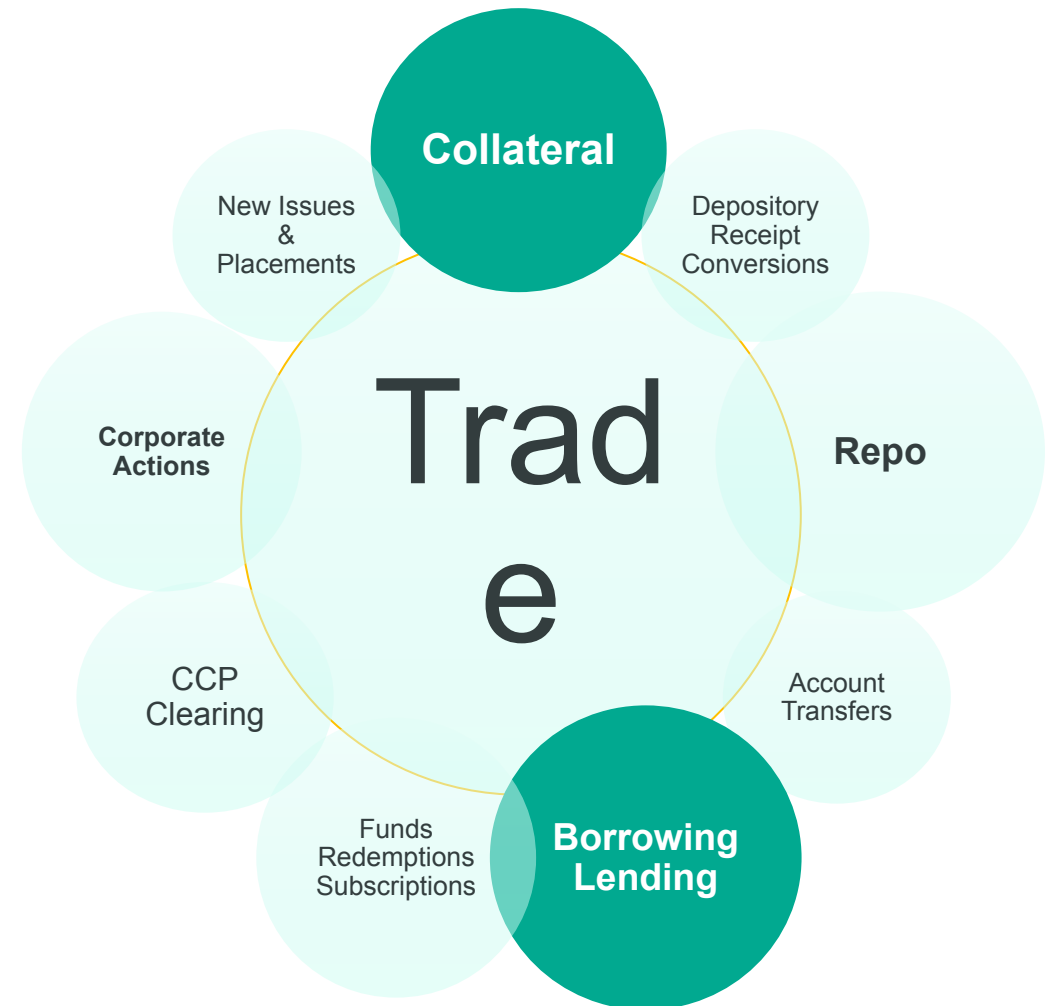 Collateral
New Issues
&
Placements
Depository
Receipt
Conversions
Trad
e
Corporate
Actions
Repo
CCP
Clearing
Account
Transfers
Funds
Redemptions
Subscriptions
Borrowing
Lending